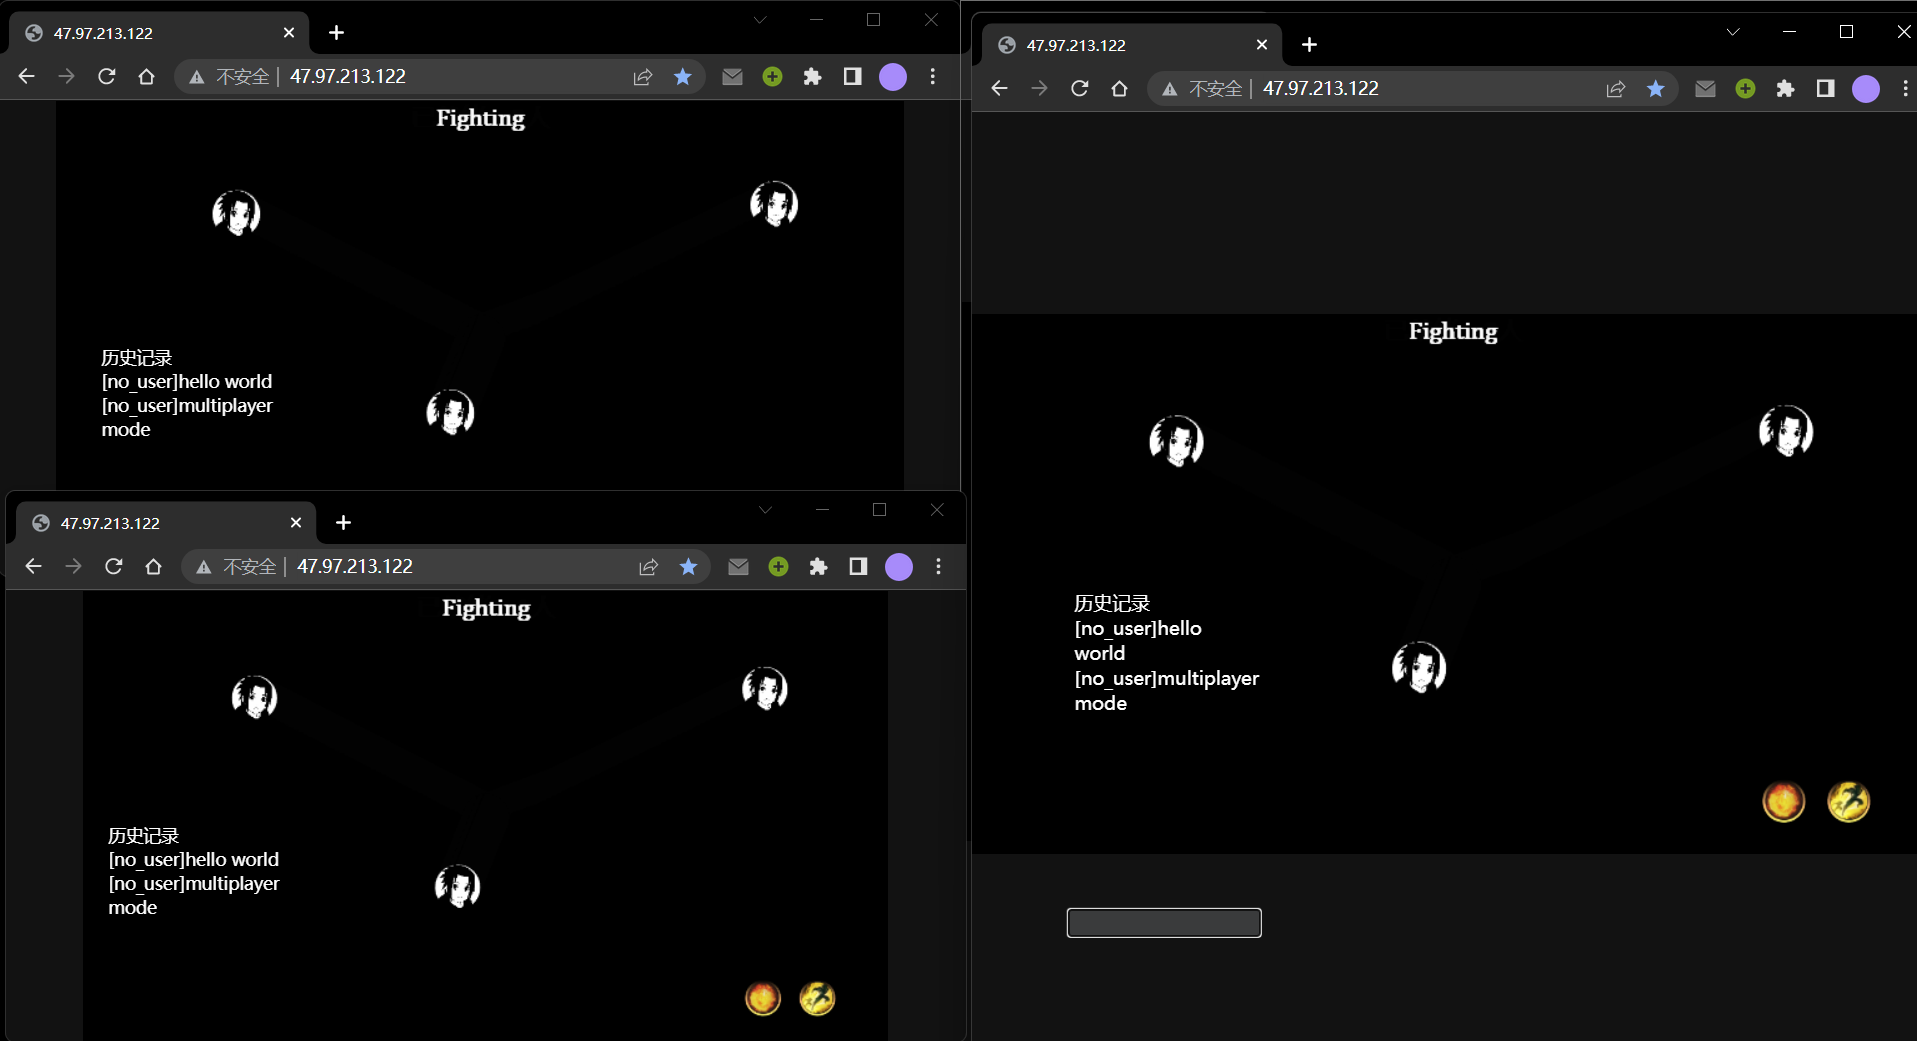 47.97.213.122
不安全 | 47.97.213.122
Fighting
历史记录
[no_user]hello world
[no_user]multiplayer
mode
47.97.213.122
不安全 | 47.97.213.122
Fighting
历史记录
[no_user]hello world
[no_user]multiplayer
mode
47.97.213.122
不安全 | 47.97.213.122
Fighting
历史记录
[no_user]hello
world
[no_user]multiplayer
mode